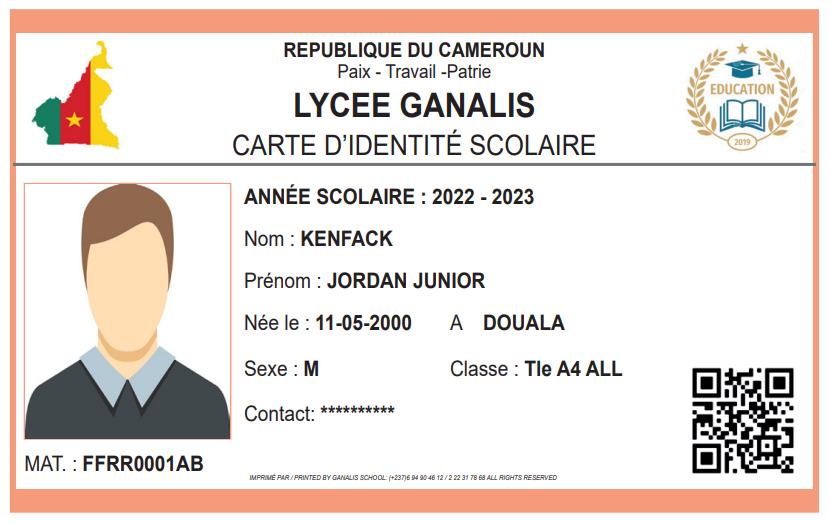 REPUBLIQUE DU CAMEROUN
Paix - Travail -Patrie
LYCEE GANALIS
CARTE D'IDENTITÉ SCOLAIRE
EDUCATION
2019
ANNÉE SCOLAIRE : 2022 - 2023
Nom : KENFACK
Prénom : JORDAN JUNIOR
Née le : 11-05-2000 A DOUALA
Sexe : M Classe : Tle A4 ALL
Contact: **********
MAT. : FFRR0001AB
IMPRIMÉ PAR / PRINTED BY GANALIS SCHOOL: (+237)6 94 90 46 12 / 2 22 31 78 68 ALL RIGHTS RESERVED